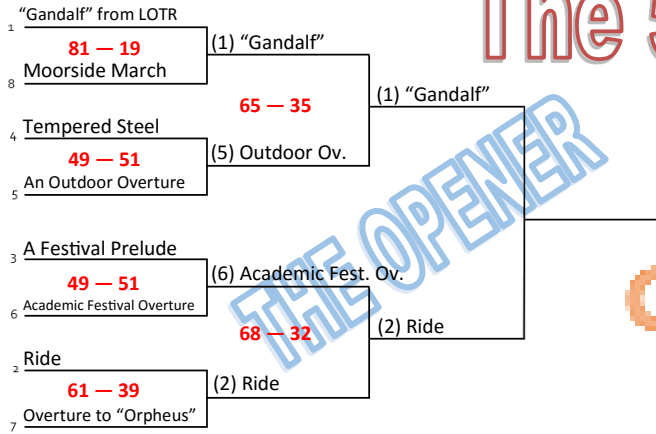 "Gandalf" from LOTR
1
81 — 19
(1) "Gandalf"
Moorside March
8
65 — 35
(1) "Gandalf"
Tempered Steel
4
49 — 51
(5) Outdoor Ov.
An Outdoor Overture
5
THE OPENER
A Festival Prelude
3
49 — 51
(6) Academic Fest. Ov.
Academic Festival Overture
6
68 — 32
(2) Ride
Ride
2
61 — 39
(2) Ride
Overture to "Orpheus"
7
The